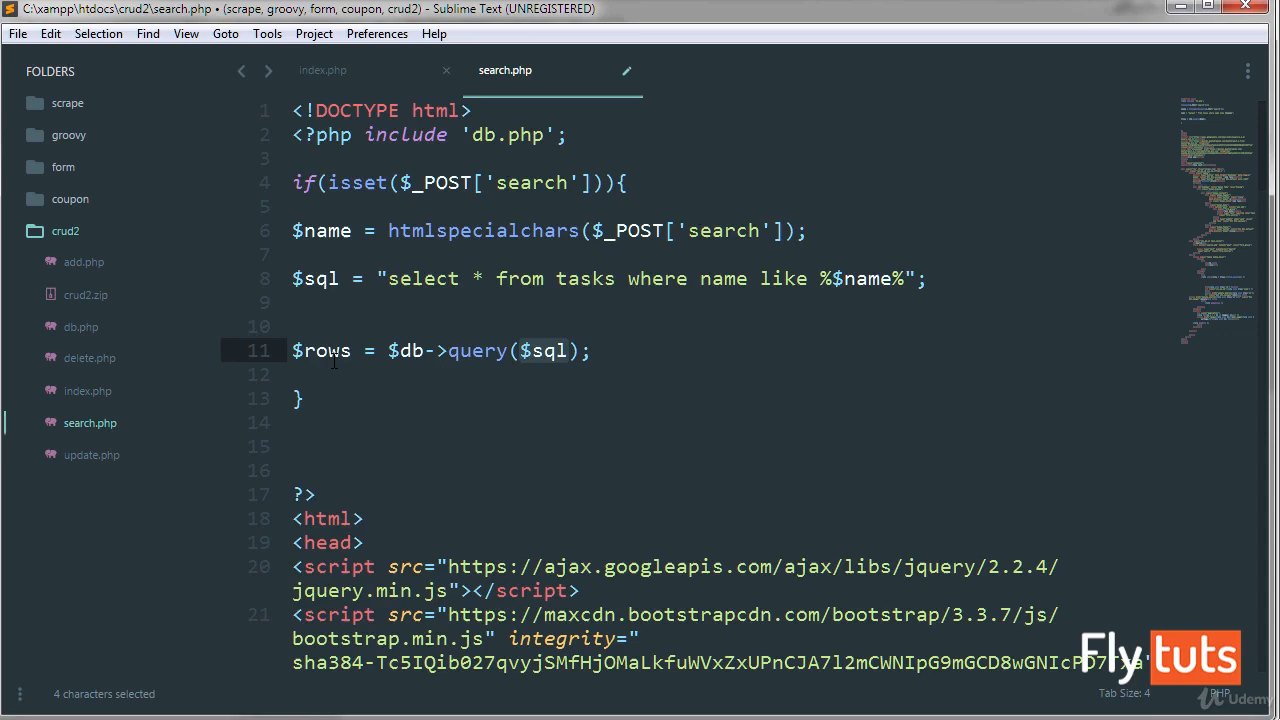 C:\xampp\htdocs\crud2\search.php • (scrape, groovy, form, coupon, crud2) - Sublime Text (UNREGISTERED)
File Edit Selection Find View Goto Tools Project Preferences Help
FOLDERS
scrape
groovy
form
coupon
crud2
add.php
crud2.zip
db.php
delete.php
index.php
search.php
update.php
index.php
search.php
1 <!DOCTYPE html>
2 <?php include 'db.php';
3
4 if(isset($_POST['search'])){
5
6 $name = htmlspecialchars($_POST['search']);
7
8 $sql = "select * from tasks where name like %$name%";
9
10
11 $rows = $db->query($sql);
12
13 }
14
15
16
17 ?>
18 <html>
19 <head>
20 <script src="https://ajax.googleapis.com/ajax/libs/jquery/2.2.4/
jquery.min.js"></script>
21 <script src="https://maxcdn.bootstrapcdn.com/bootstrap/3.3.7/js/
bootstrap.min.js" integrity="
Fly tuts
4 characters selected
Tab Size: 4
PHP
Udemy